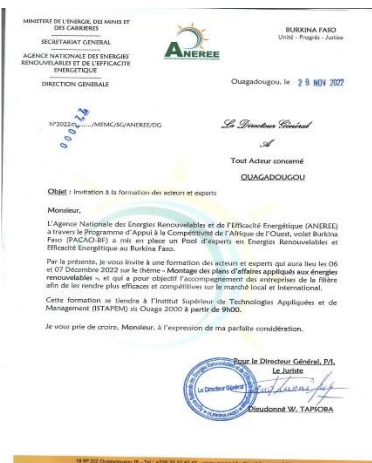 MINISTERE DE L'ENERGIE, DES MINES ET
DES CARRIERES
SECRETARIAT GENERAL
AGENCE NATIONALE DES ENERGIES
RENOUVELABLES ET DE L'EFFICACITE
ENERGETIQUE
DIRECTION GENERALE
ANEREE
BURKINA FASO
Unité - Progrès - Justice
Ouagadougou, le 29 NOV 2022
N°2022/ /MEMC/SG/ANEREE/DG
Le Directeur Général
A
Tout Acteur concerné
OUAGADOUGOU
Objet : Invitation à la formation des acteurs et experts
Monsieur,
L'Agence Nationale des Energies Renouvelables et de l'Efficacité Energétique (ANEREE)
a travers le Programme d'Appui à la Compétitivité de l'Afrique de l'Ouest, volet Burkina
Faso (PACAO-BF) a mis en place un Pool d'experts en Energies Renouvelables et
Efficacité Energétique au Burkina Faso.
Par la présente, je vous invite à une formation des acteurs et experts qui aura lieu les 06
et 07 Décembre 2022 sur le thème « Montage des plans d'affaires appliqués aux énergies
renouvelables », et qui a pour objectif l'accompagnement des entreprises de la filière
afin de les rendre plus efficaces et compétitives sur le marché local et international.
Cette formation se tiendra à l'Institut Supérieur de Technologies Appliquées et de
Management (ISTAPEM) sis Ouaga 2000 à partir de 9h00.
Je vous prie de croire, Monsieur, à l'expression de ma parfaite considération.
Pour le Directeur Général, P/I,
Le Juriste
Le Directeur Général
Dieudonné W. TAPSOBA